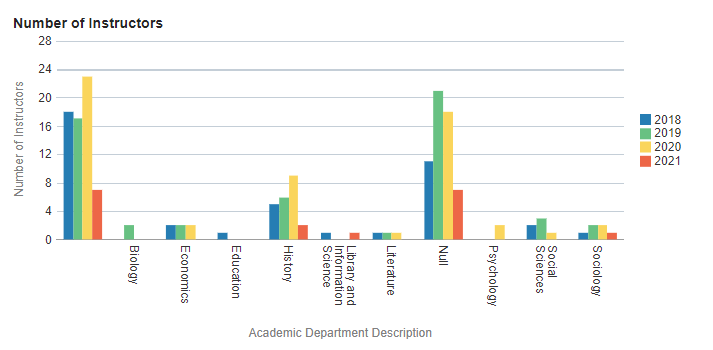 Number of Instructors
28
24
20
16
12
8
4
0
Number of Instructors
2018
2019
2020
2021
Biology
Economics
Education
History
Library and
Information
Science
Literature
Null
Psychology
Social
Sciences
Sociology
Academic Department Description